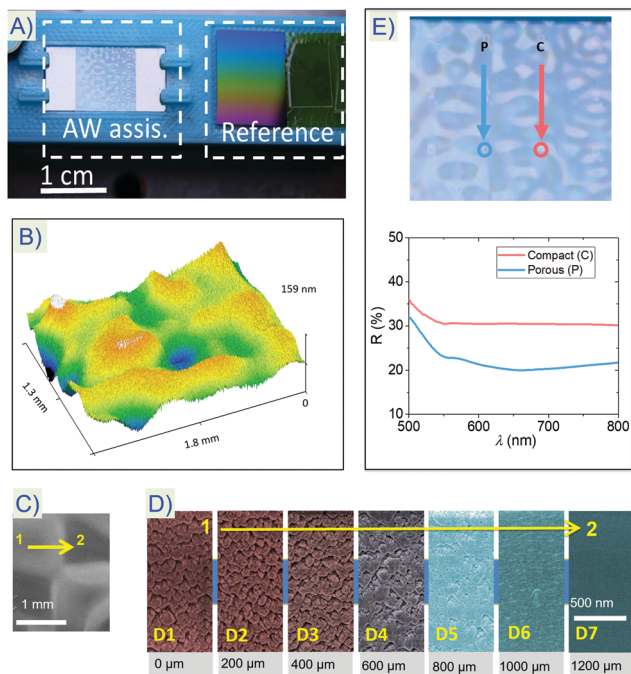 A)
AW assis.
Reference
1 cm
B)
159 nm
0
1.3 mm
1.8 mm
C)
1
2
1 mm
D)
1
2
D1
D2
D3
D4
D5
D6
D7
500 nm
0 µm
200 µm
400 µm
600 µm
800 µm
1000 µm
1200 µm
E)
P
C
50
40
30
20
10
R (%)
Compact (C)
Porous (P)
500
600
700
800
λ (nm)